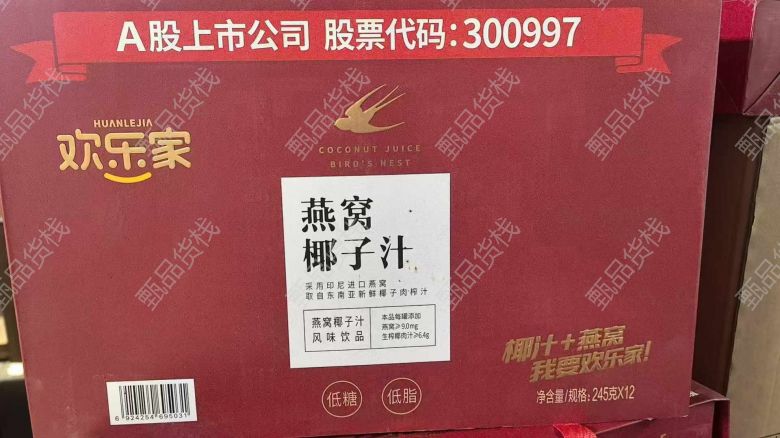 A股上市公司 股票代码:300997
HUANLEJIA
欢乐家
COCONUT JUICE
BIRD'S NEST
燕窝
椰子汁
采用印尼进口燕窝
取自东南亚新鲜椰子肉榨汁
燕窝椰子汁
风味饮品
本品每罐添加
燕窝≥9.0mg
生榨椰肉汁≥6.4g
低糖
低脂
椰汁+燕窝
我要欢乐家!
净含量/规格: 245克X12
6 924254 695031
甄品货栈